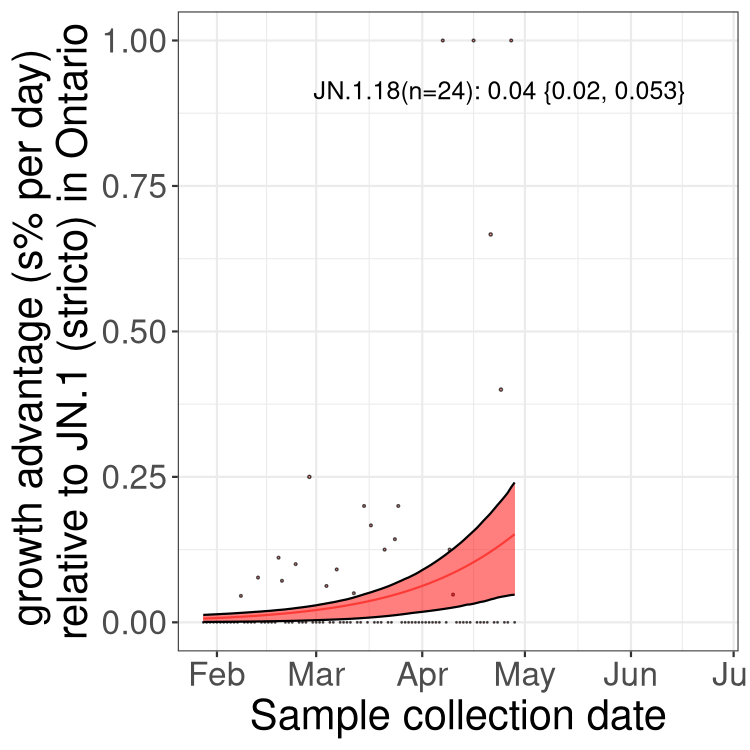 growth advantage (s% per day)
relative to JN.1 (stricto) in Ontario
1.00
0.75
0.50
0.25
0.00
JN.1.18(n=24): 0.04 {0.02, 0.053}
Feb Mar Apr May Jun Ju
Sample collection date